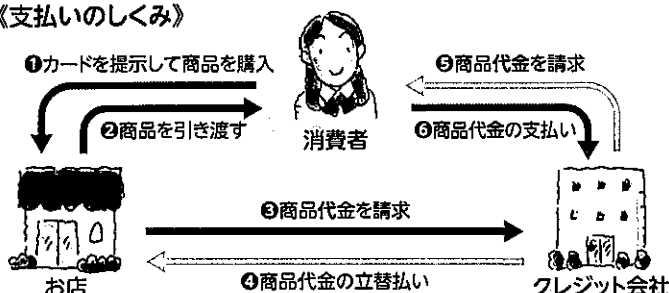 《支払いのしくみ》
❶カードを提示して商品を購入
❺商品代金を請求
❷商品を引き渡す
消費者
❻商品代金の支払い
❸商品代金を請求
❹商品代金の立替払い
お店
クレジット会社